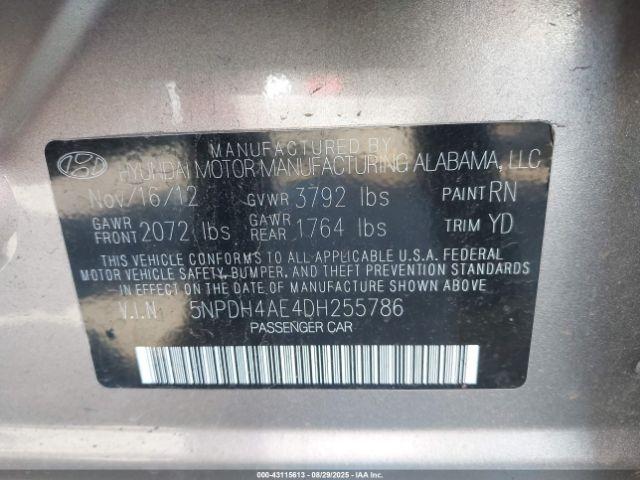 MANUFACTURED BY
HYUNDAI MOTOR MANUFACTURING ALABAMA, LLC
Nov/16/12 GVWR 3792 lbs PAINT RN
GAWR FRONT 2072 lbs GAWR REAR 1764 lbs TRIM YD
THIS VEHICLE CONFORMS TO ALL APPLICABLE U.S.A. FEDERAL
MOTOR VEHICLE SAFETY, BUMPER, AND THEFT PREVENTION
STANDARDS IN EFFECT ON THE DATE OF MANUFACTURE SHOWN ABOVE
V.I.N 5NPDH4AE4DH255786
PASSENGER CAR
000-43115613 | 08/29/2025 | IAAI.COM